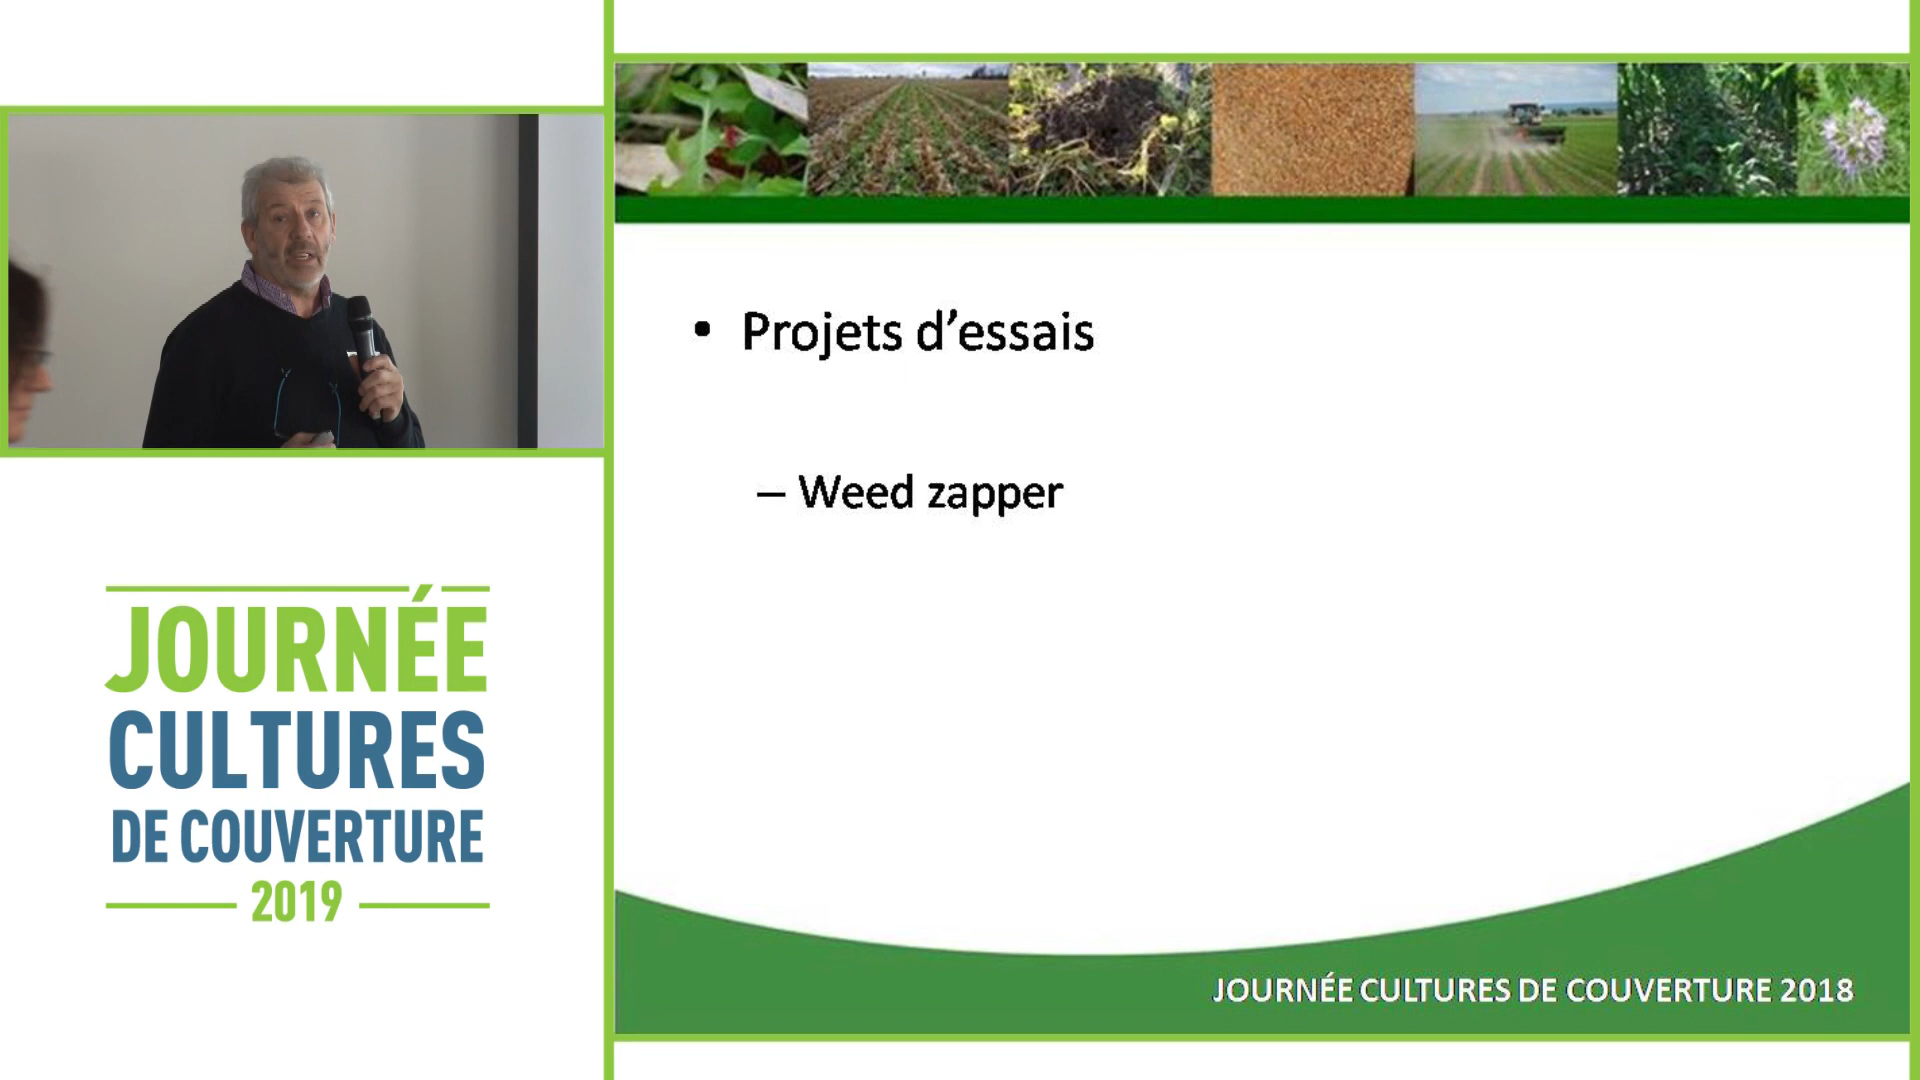 JOURNÉE
CULTURES
DE COUVERTURE
2019
• Projets d’essais
– Weed zapper
JOURNÉE CULTURES DE COUVERTURE 2018